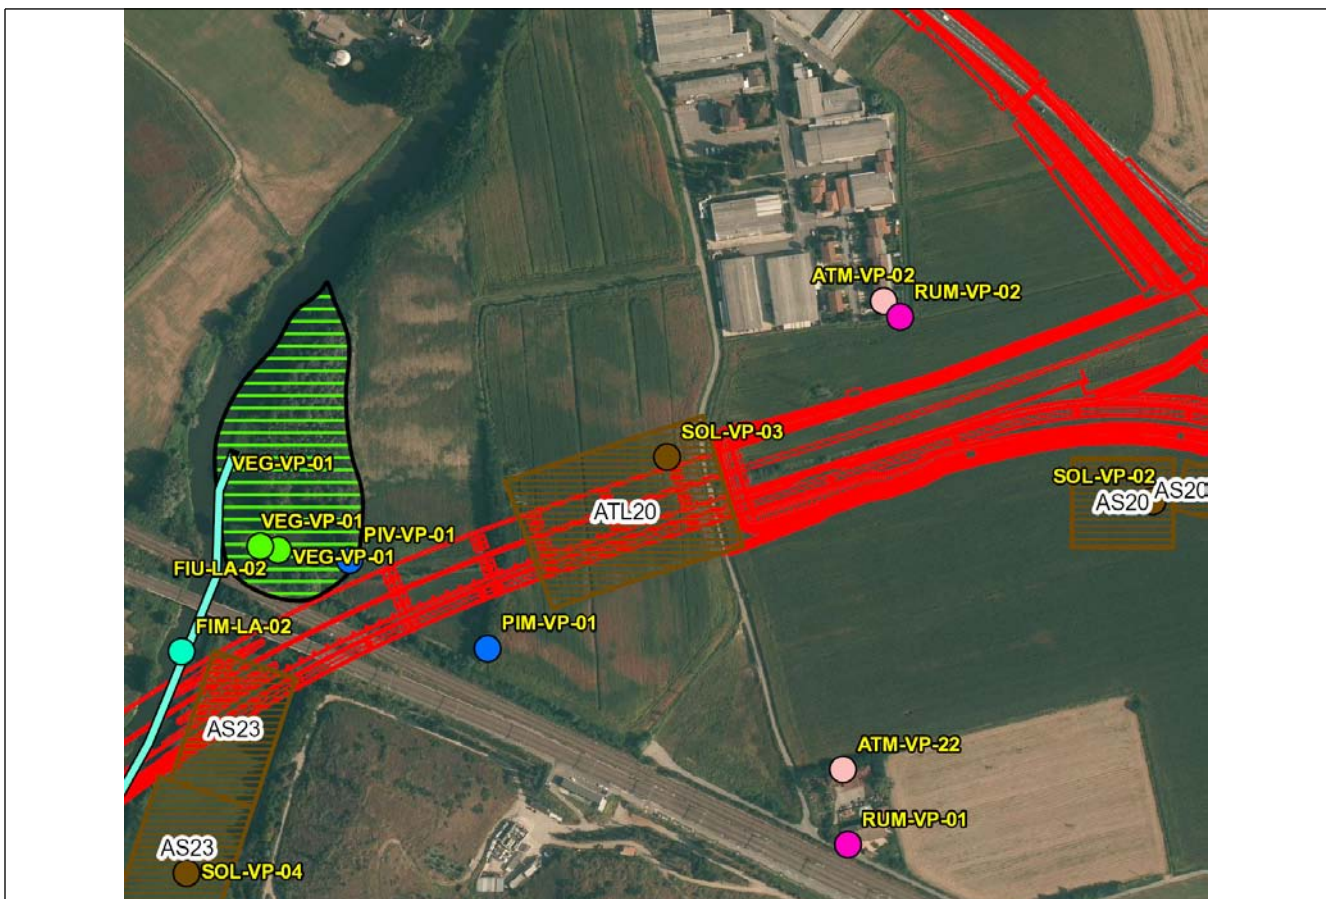 ATM-VP-02
RUM-VP-02
SOL-VP-03
VEG-VP-01
SOL-VP-02
AS20
AS20
ATL20
VEG-VP-01
PIV-VP-01
VEG-VP-01
FIU-LA-02
FIM-LA-02
PIM-VP-01
AS23
ATM-VP-22
RUM-VP-01
AS23
SOL-VP-04